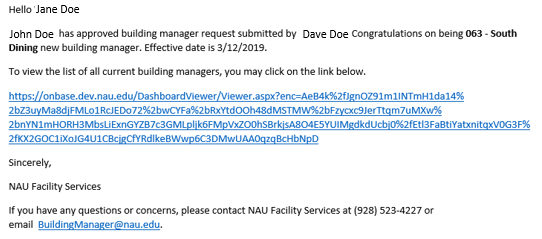 Hello Jane Doe
John Doe has approved building manager request submitted by Dave Doe Congratulations on being 063 - South
Dining new building manager. Effective date is 3/12/2019.
To view the list of all current building managers, you may click on the link below.
https://onbase.dev.nau.edu/DashboardViewer/Viewer.aspx?enc=AeB4k%2fJgnOZ91m1INTmH1da14%
2bZ3uyMa8djFMLo1RcJEDo72%2bwCYFa%2bRxYtdOOh48dMSTMW%2bFzycxc9JerTtqm7uMXw%
2bnYN1mHORH3MbsLiExnGYZB7c3GMLpljk6FMpVxZO0hSBrkjsA8O4E5YUIMgdkdUcbj0%2fEtl3FaBtiYatxnitqxV0G3F%
2fKX2GOC1iXoJG4U1CBcjgCfYRdlkeBWwp6C3DMwUAA0qzqBcHbNpD
Sincerely,
NAU Facility Services
If you have any questions or concerns, please contact NAU Facility Services at (928) 523-4227 or
email BuildingManager@nau.edu.